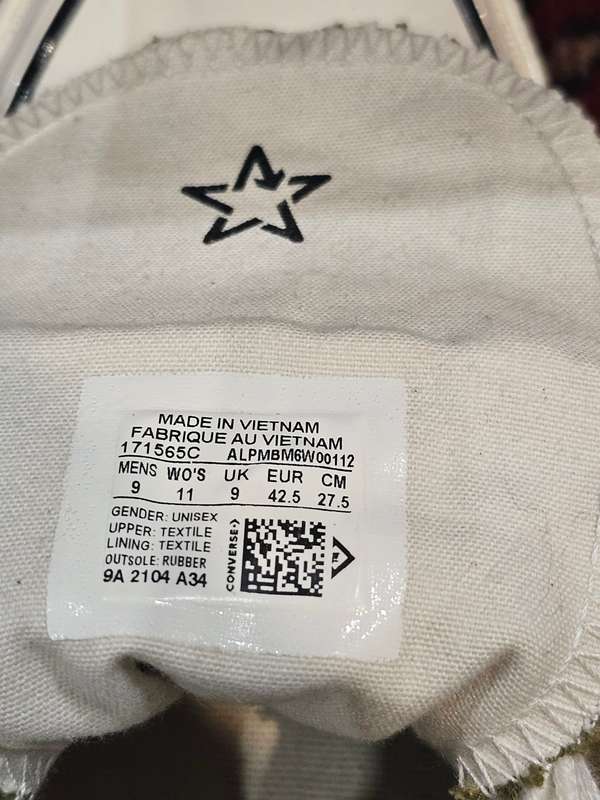 MADE IN VIETNAM
FABRIQUE AU VIETNAM
171565C ALPMBM6W00112
MENS WO'S UK EUR CM
9 11 9 42.5 27.5
GENDER: UNISEX
UPPER: TEXTILE
LINING: TEXTILE
OUTSOLE: RUBBER
9A 2104 A34
CONVERSE